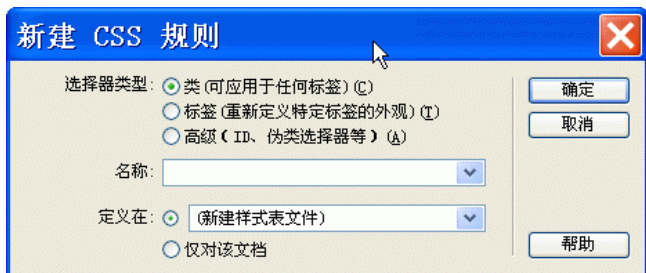 新建 CSS 规则
选择器类型: 类(可应用于任何标签)(C)
确定
标签(重新定义特定标签的外观)(T)
取消
高级(ID、伪类选择器等)(A)
名称:
定义在: (新建样式表文件)
仅对该文档
帮助